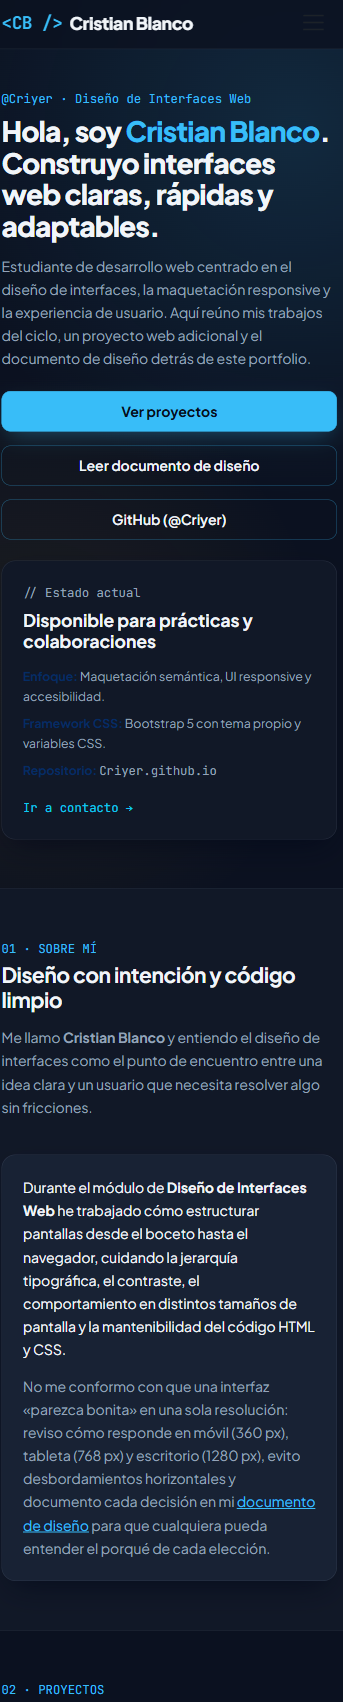 <CB /> Cristian Blanco
@Criyer · Diseño de Interfaces Web
Hola, soy Cristian Blanco.
Construyo interfaces
web claras, rápidas y
adaptables.
Estudiante de desarrollo web centrado en el
diseño de interfaces, la maquetación responsive y
la experiencia de usuario. Aquí reúno mis trabajos
del ciclo, un proyecto web adicional y el
documento de diseño detrás de este portfolio.
Ver proyectos
Leer documento de diseño
GitHub (@Criyer)
// Estado actual
Disponible para prácticas y
colaboraciones
Enfoque: Maquetación semántica, UI responsive y
accesibilidad.
Framework CSS: Bootstrap 5 con tema propio y
variables CSS.
Repositorio: Criyer.github.io
Ir a contacto →
01 · SOBRE MÍ
Diseño con intención y código
limpio
Me llamo Cristian Blanco y entiendo el diseño de
interfaces como el punto de encuentro entre una
idea clara y un usuario que necesita resolver algo
sin fricciones.
Durante el módulo de Diseño de Interfaces
Web he trabajado cómo estructurar
pantallas desde el boceto hasta el
navegador, cuidando la jerarquía
tipográfica, el contraste, el
comportamiento en distintos tamaños de
pantalla y la mantenibilidad del código HTML
y CSS.
No me conformo con que una interfaz
«parezca bonita» en una sola resolución:
reviso cómo responde en móvil (360 px),
tableta (768 px) y escritorio (1280 px), evito
desbordamientos horizontales y
documento cada decisión en mi documento
de diseño para que cualquiera pueda
entender el porqué de cada elección.
02 · PROYECTOS